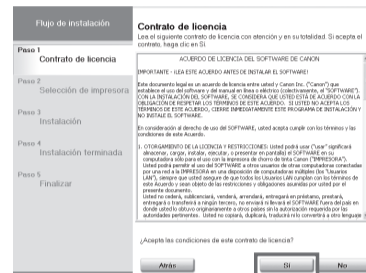 Flujo de instalación
Paso 1
Contrato de licencia
Paso 2
Selección de impresora
Paso 3
Instalación
Paso 4
Instalación terminada
Paso 5
Finalizar
Contrato de licencia
Lea el siguiente contrato de licencia con atención y en su totalidad. Si acepta el
contrato, haga clic en Sí.
ACUERDO DE LICENCIA DEL SOFTWARE DE CANON
IMPORTANTE - ¡LEA ESTE ACUERDO ANTES DE INSTALAR EL SOFTWARE!
Este documento legal es un acuerdo de licencia entre usted y Canon Inc. ("Canon") que
establece el uso del software y del manual en línea o eléctrico (colectivamente, el "SOFTWARE").
CON LA INSTALACIÓN DEL SOFTWARE, SE CONSIDERA QUE USTED ESTÁ DE ACUERDO CON LA
OBLIGACIÓN DE RESPETAR LOS TÉRMINOS DE ESTE ACUERDO. SI USTED NO ACEPTA LOS
TÉRMINOS DE ESTE ACUERDO, CIERRE INMEDIATAMENTE ESTE PROGRAMA DE INSTALACIÓN Y
NO INSTALE EL SOFTWARE.
En consideración al derecho de uso del SOFTWARE, usted acepta cumplir con los términos y las
condiciones de este Acuerdo.
1. OTORGAMIENTO DE LA LICENCIA Y RESTRICCIONES: Usted podrá usar ("usar" significará
almacenar, cargar, instalar, ejecutar, o presentar en pantalla) el SOFTWARE en su
computadora sólo para el uso con la impresora de chorro de tinta Canon ("IMPRESORA").
Usted podrá permitir el uso del SOFTWARE a otros usuarios de otras computadoras conectadas
por una red a la IMPRESORA en una disposición de computadoras múltiples (los "Usuarios
LAN"), siempre que usted asegure de que todos los Usuarios LAN cumplan con los términos de
este Acuerdo y sean objeto de las restricciones y obligaciones asumidas por usted por el
presente documento.
Usted no cederá, sublicenciará, venderá, arrendará, entregará en préstamo, prestará,
entregará o transferirá a ningún tercero, no enviará ni llevará el SOFTWARE fuera del país en
donde usted lo obtuvo originariamente a otros países sin la autorización requerida por las
autoridades pertinentes. Usted no copiará, duplicará, traducirá ni lo convertirá a otro lenguaje
¿Acepta las condiciones de este contrato de licencia?
Atrás
Sí
No